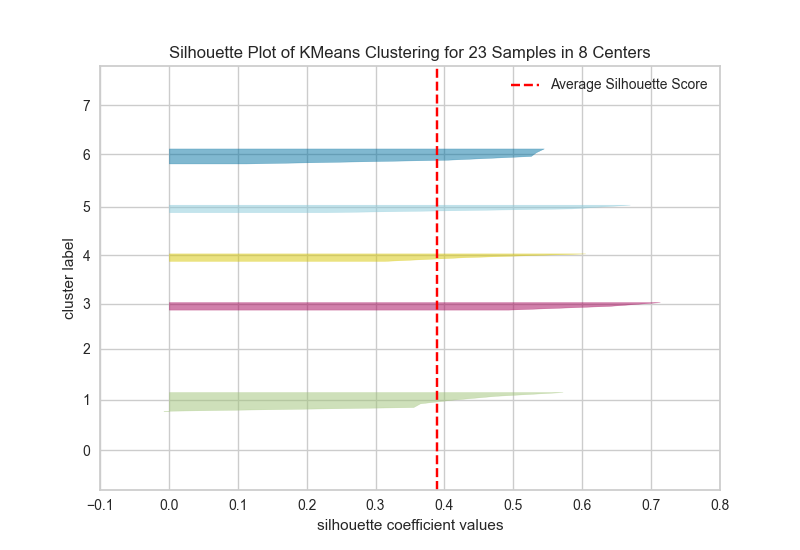 Silhouette Plot of KMeans Clustering for 23 Samples in 8 Centers
Average Silhouette Score
7
6
5
4
3
2
1
0
cluster label
−0.1 0.0 0.1 0.2 0.3 0.4 0.5 0.6 0.7 0.8
silhouette coefficient values